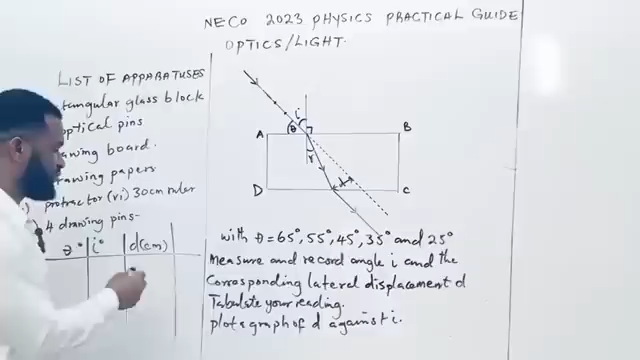 NECO 2023 PHYSICS PRACTICAL GUIDE
OPTICS/LIGHT.
LIST OF APPARATUSES
tangular glass block
optical pins
awing board.
rawing papers
protractor (vi) 30cm ruler
4 drawing pins-
θ° i° d(cm)
i
A θ B
r
d
D C
with θ = 65°, 55°, 45°, 35° and 25°
Measure and record angle i and the
Corresponding lateral displacement d
Tabulate your reading.
plot a graph of d against i.